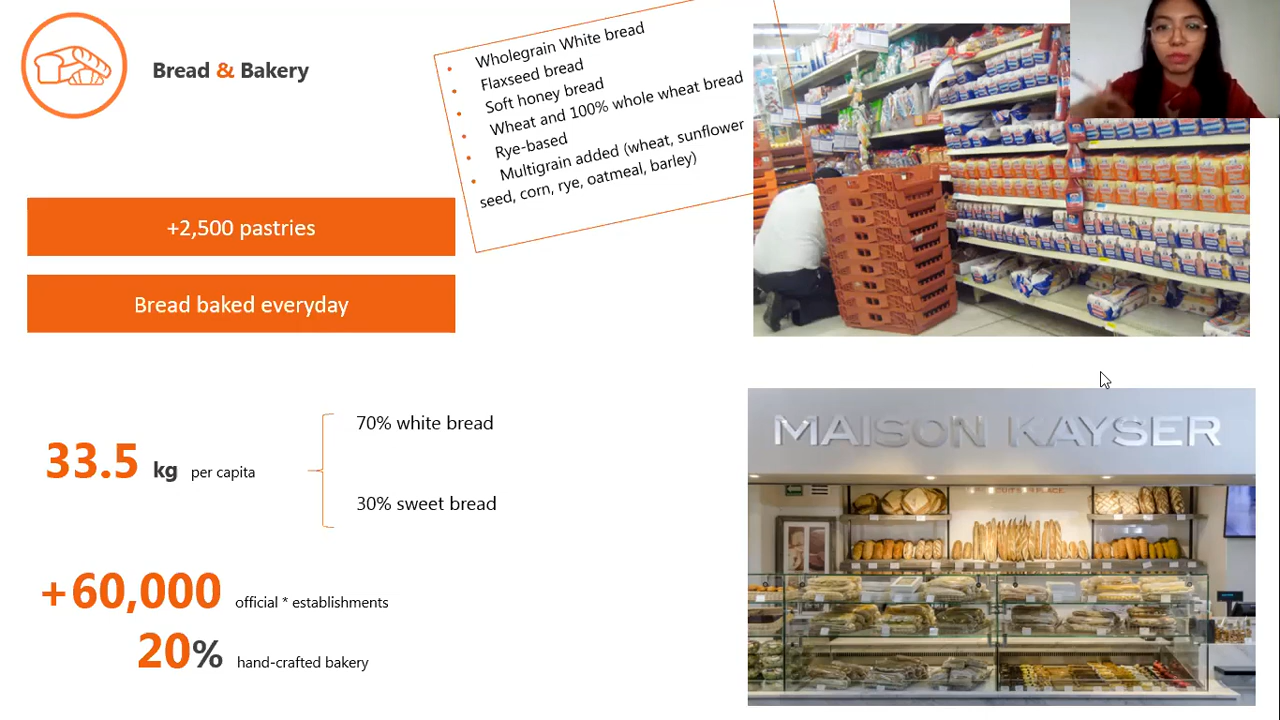 Bread & Bakery
• Wholegrain White bread
• Flaxseed bread
• Soft honey bread
• Wheat and 100% whole wheat bread
• Rye-based
• Multigrain added (wheat, sunflower
seed, corn, rye, oatmeal, barley)
+2,500 pastries
Bread baked everyday
33.5 kg per capita
70% white bread
30% sweet bread
+60,000 official * establishments
20% hand-crafted bakery
MAISON KAYSER